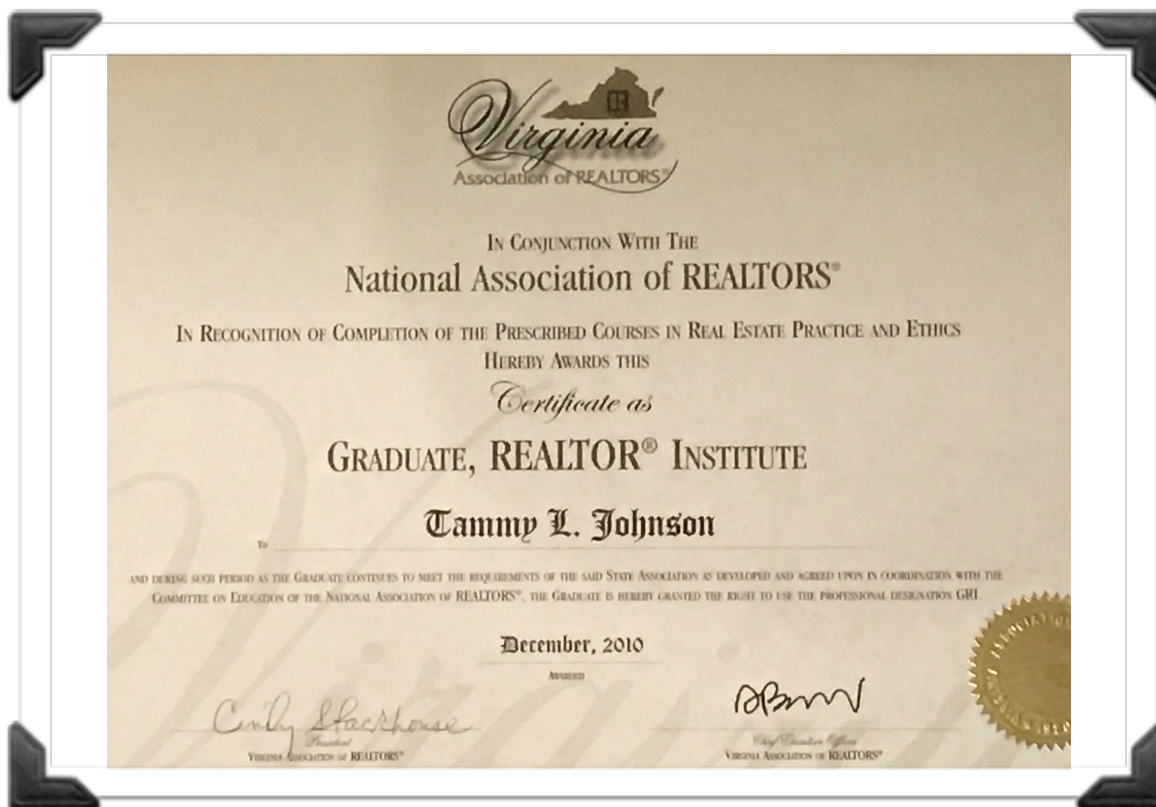 Virginia
Association of REALTORS®
IN CONJUNCTION WITH THE
National Association of REALTORS®
IN RECOGNITION OF COMPLETION OF THE PRESCRIBED COURSES IN REAL ESTATE PRACTICE AND ETHICS
HEREBY AWARDS THIS
Certificate as
GRADUATE, REALTOR® INSTITUTE
Tammy L. Johnson
To
AND DURING SUCH PERIOD AS THE GRADUATE CONTINUES TO MEET THE REQUIREMENTS OF THE SAID STATE ASSOCIATION AS DEVELOPED AND AGREED UPON IN COORDINATION WITH THE
COMMITTEE ON EDUCATION OF THE NATIONAL ASSOCIATION OF REALTORS®, THE GRADUATE IS HEREBY GRANTED THE RIGHT TO USE THE PROFESSIONAL DESIGNATION GRI.
December, 2010
AWARDED
Cindy Stackhouse
President
Chief Executive Officer
VIRGINIA ASSOCIATION OF REALTORS®
VIRGINIA ASSOCIATION OF REALTORS®